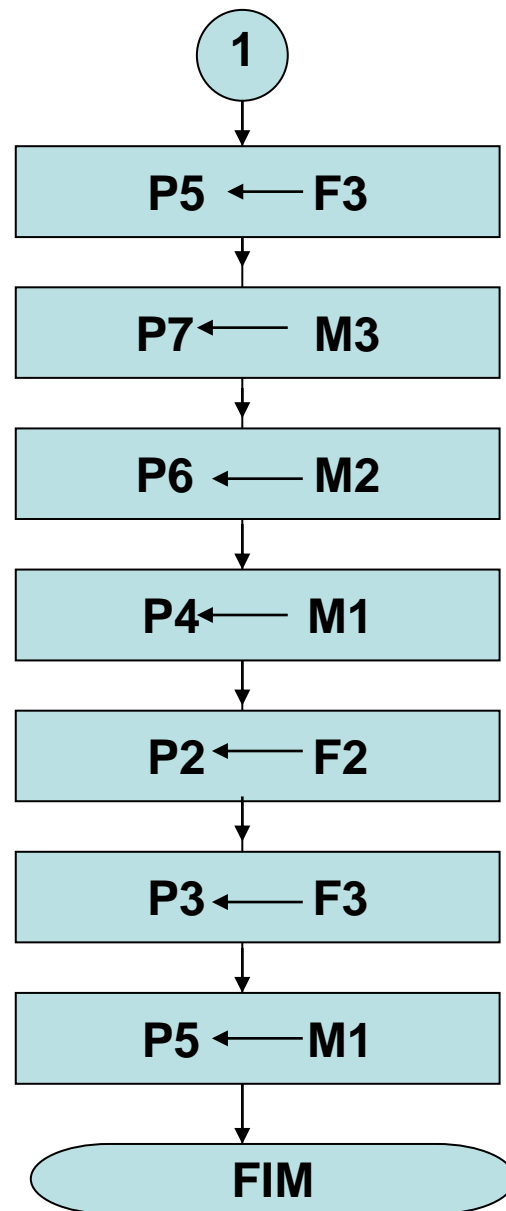 1
P5 ← F3
P7 ← M3
P6 ← M2
P4 ← M1
P2 ← F2
P3 ← F3
P5 ← M1
FIM